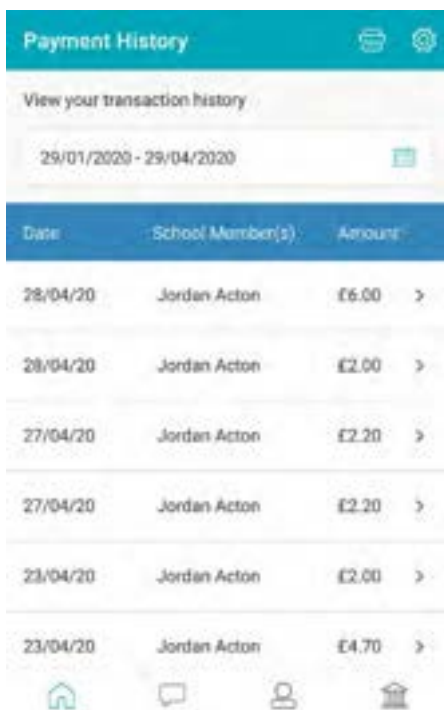 Payment History
View your transaction history
29/01/2020 - 29/04/2020
Date School Member(s) Amount
28/04/20 Jordan Acton £6.00 >
28/04/20 Jordan Acton £2.00 >
27/04/20 Jordan Acton £2.20 >
27/04/20 Jordan Acton £2.20 >
23/04/20 Jordan Acton £2.00 >
23/04/20 Jordan Acton £4.70 >